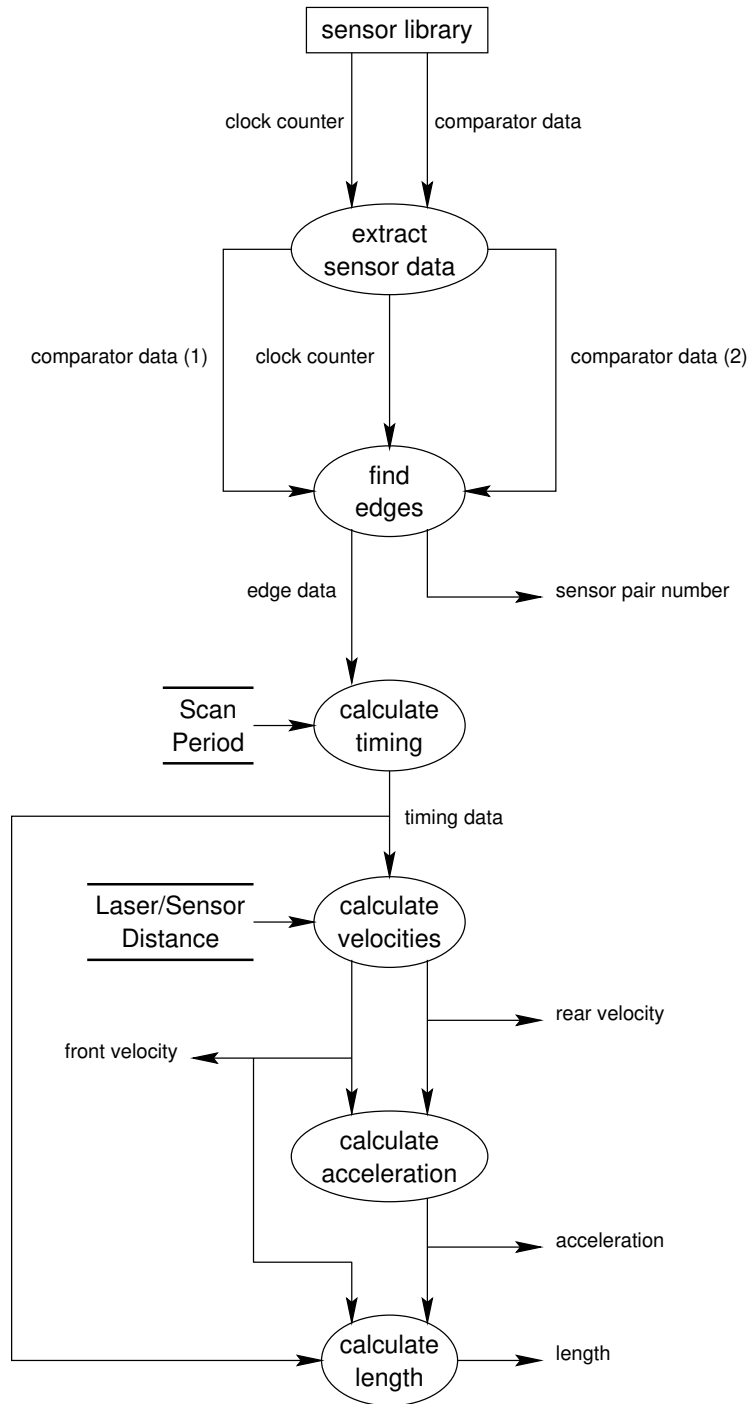 sensor library
clock counter
comparator data
extract
sensor data
comparator data (1)
clock counter
comparator data (2)
find
edges
edge data
sensor pair number
Scan
Period
calculate
timing
timing data
Laser/Sensor
Distance
calculate
velocities
rear velocity
front velocity
calculate
acceleration
acceleration
calculate
length
length